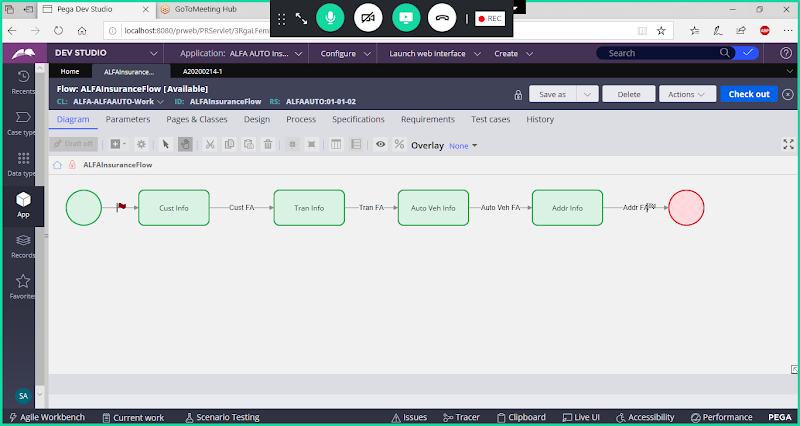 Pega Dev Studio
GoToMeeting Hub
REC
localhost:8080/prweb/PRServlet/3RgaLFem
ABP
DEV STUDIO
Application: ALFA AUTO Ins...
Configure
Launch web interface
Create
Search
Recents
Home
ALFAInsurance...
A20200214-1
Flow: ALFAInsuranceFlow [Available]
CL: ALFA-ALFAAUTO-Work ID: ALFAInsuranceFlow RS: ALFAAUTO:01-01-02
Save as
Delete
Actions
Check out
Case type
Diagram
Parameters
Pages & Classes
Design
Process
Specifications
Requirements
Test cases
History
Data type
Draft off
Overlay
None
ALFAInsuranceFlow
App
Cust Info
Cust FA
Tran Info
Tran FA
Auto Veh Info
Auto Veh FA
Addr Info
Addr FA
Records
Favorites
SA
Agile Workbench
Current work
Scenario Testing
Issues
Tracer
Clipboard
Live UI
Accessibility
Performance
PEGA